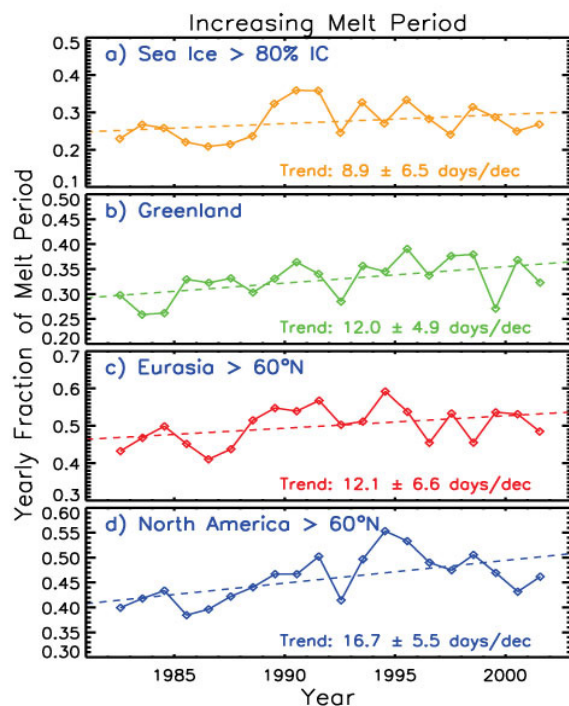 Increasing Melt Period
Yearly Fraction of Melt Period
0.5
a) Sea Ice > 80% IC
0.4
0.3
0.2
Trend: 8.9 ± 6.5 days/dec
0.1
0.50
b) Greenland
0.45
0.40
0.35
0.30
0.25
Trend: 12.0 ± 4.9 days/dec
0.20
0.7
c) Eurasia > 60°N
0.6
0.5
0.4
Trend: 12.1 ± 6.6 days/dec
0.3
0.60
d) North America > 60°N
0.55
0.50
0.45
0.40
0.35
Trend: 16.7 ± 5.5 days/dec
0.30
1985 1990 1995 2000
Year